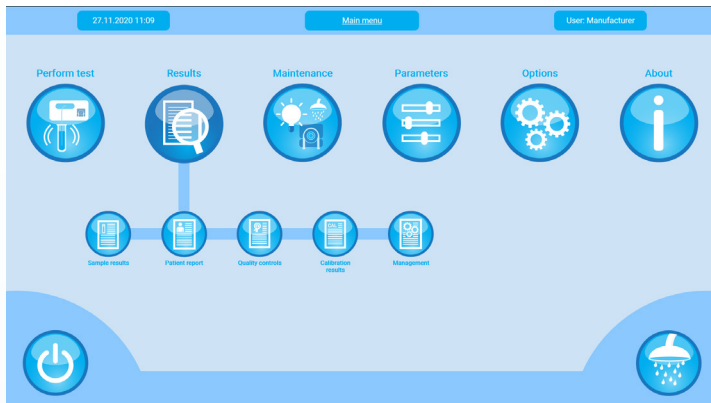 27.11.2020 11:09
Main menu
User: Manufacturer
Perform test
Results
Maintenance
Parameters
Options
About
CAL
Sample results
Patient report
Quality controls
Calibration
results
Management